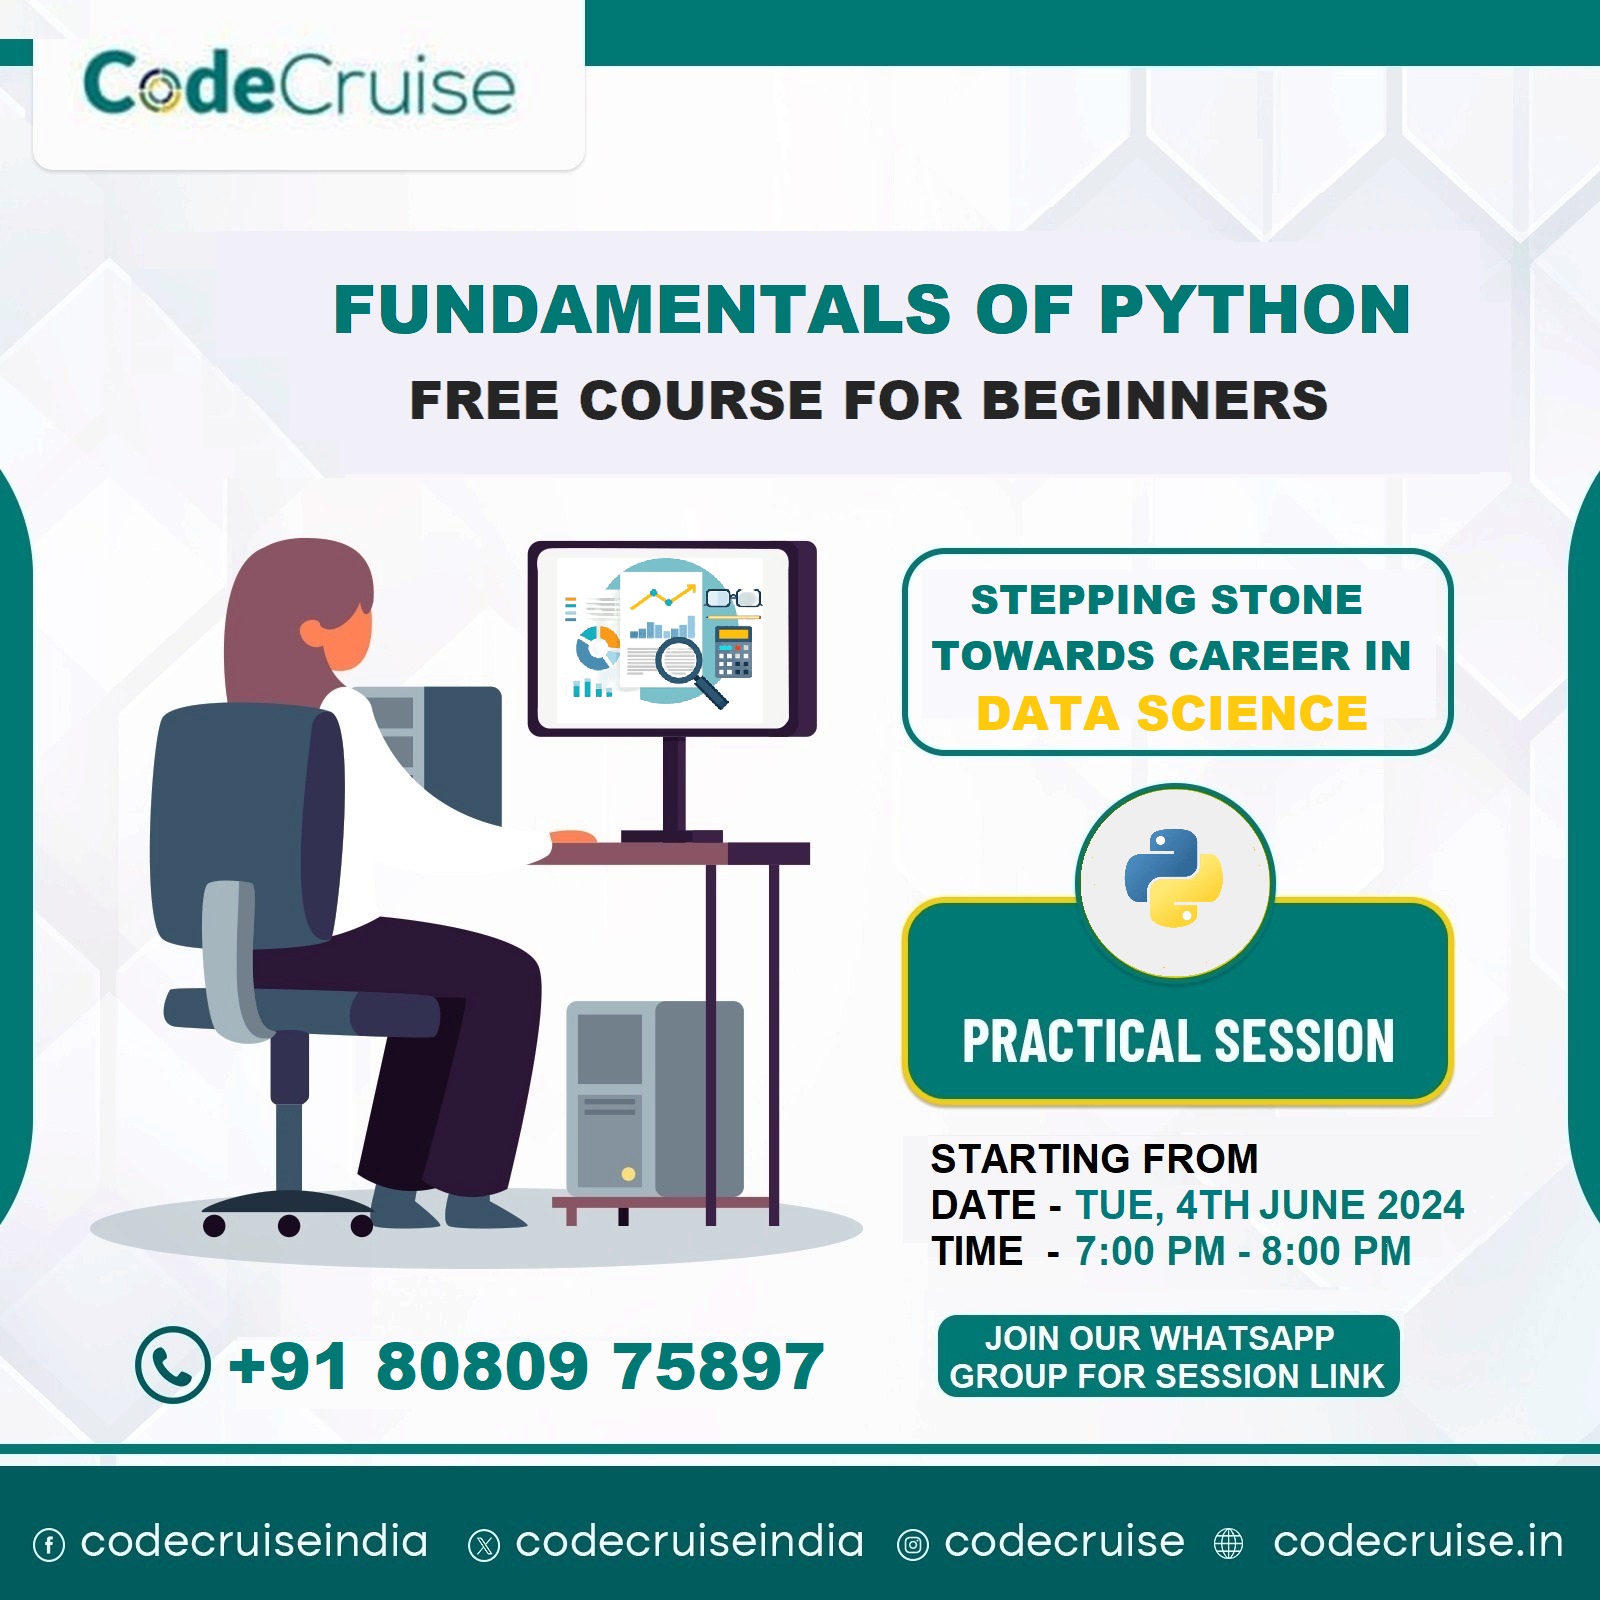 CodeCruise
FUNDAMENTALS OF PYTHON
FREE COURSE FOR BEGINNERS
STEPPING STONE
TOWARDS CAREER IN
DATA SCIENCE
PRACTICAL SESSION
STARTING FROM
DATE - TUE, 4TH JUNE 2024
TIME - 7:00 PM - 8:00 PM
+91 80809 75897
JOIN OUR WHATSAPP
GROUP FOR SESSION LINK
codecruiseindia codecruiseindia codecruise codecruise.in